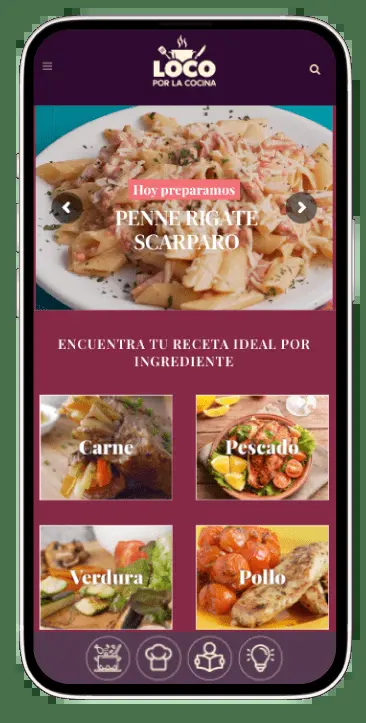 LOCO
POR LA COCINA
Hoy preparamos
PENNE RIGATE
SCARPARO
ENCUENTRA TU RECETA IDEAL POR
INGREDIENTE
Carne
Pescado
Verdura
Pollo